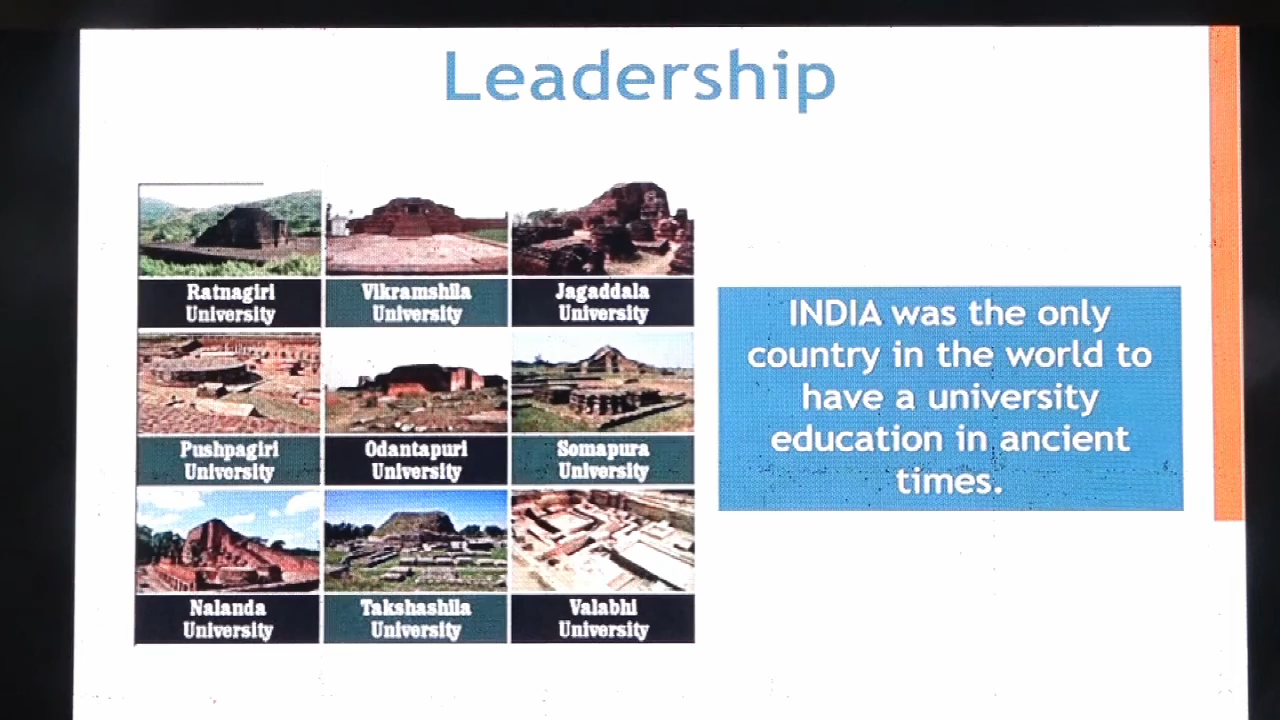 Leadership
Ratnagiri
University
Vikramshila
University
Jagaddala
University
Pushpagiri
University
Odantapuri
University
Somapura
University
Nalanda
University
Takshashila
University
Valabhi
University
INDIA was the only
country in the world to
have a university
education in ancient
times.